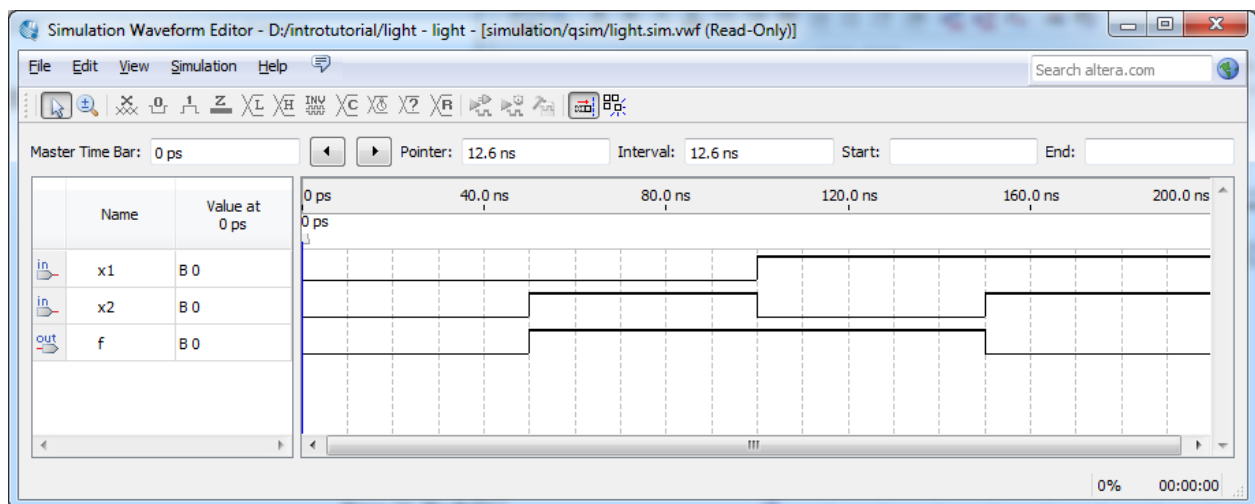 Simulation Waveform Editor - D:/introtutorial/light - light - [simulation/qsim/light.sim.vwf (Read-Only)]
File Edit View Simulation Help
Search altera.com
Master Time Bar: 0 ps Pointer: 12.6 ns Interval: 12.6 ns Start: End:
Name Value at 0 ps
0 ps 40.0 ns 80.0 ns 120.0 ns 160.0 ns 200.0 ns
0 ps
in x1 B 0
in x2 B 0
out f B 0
0% 00:00:00